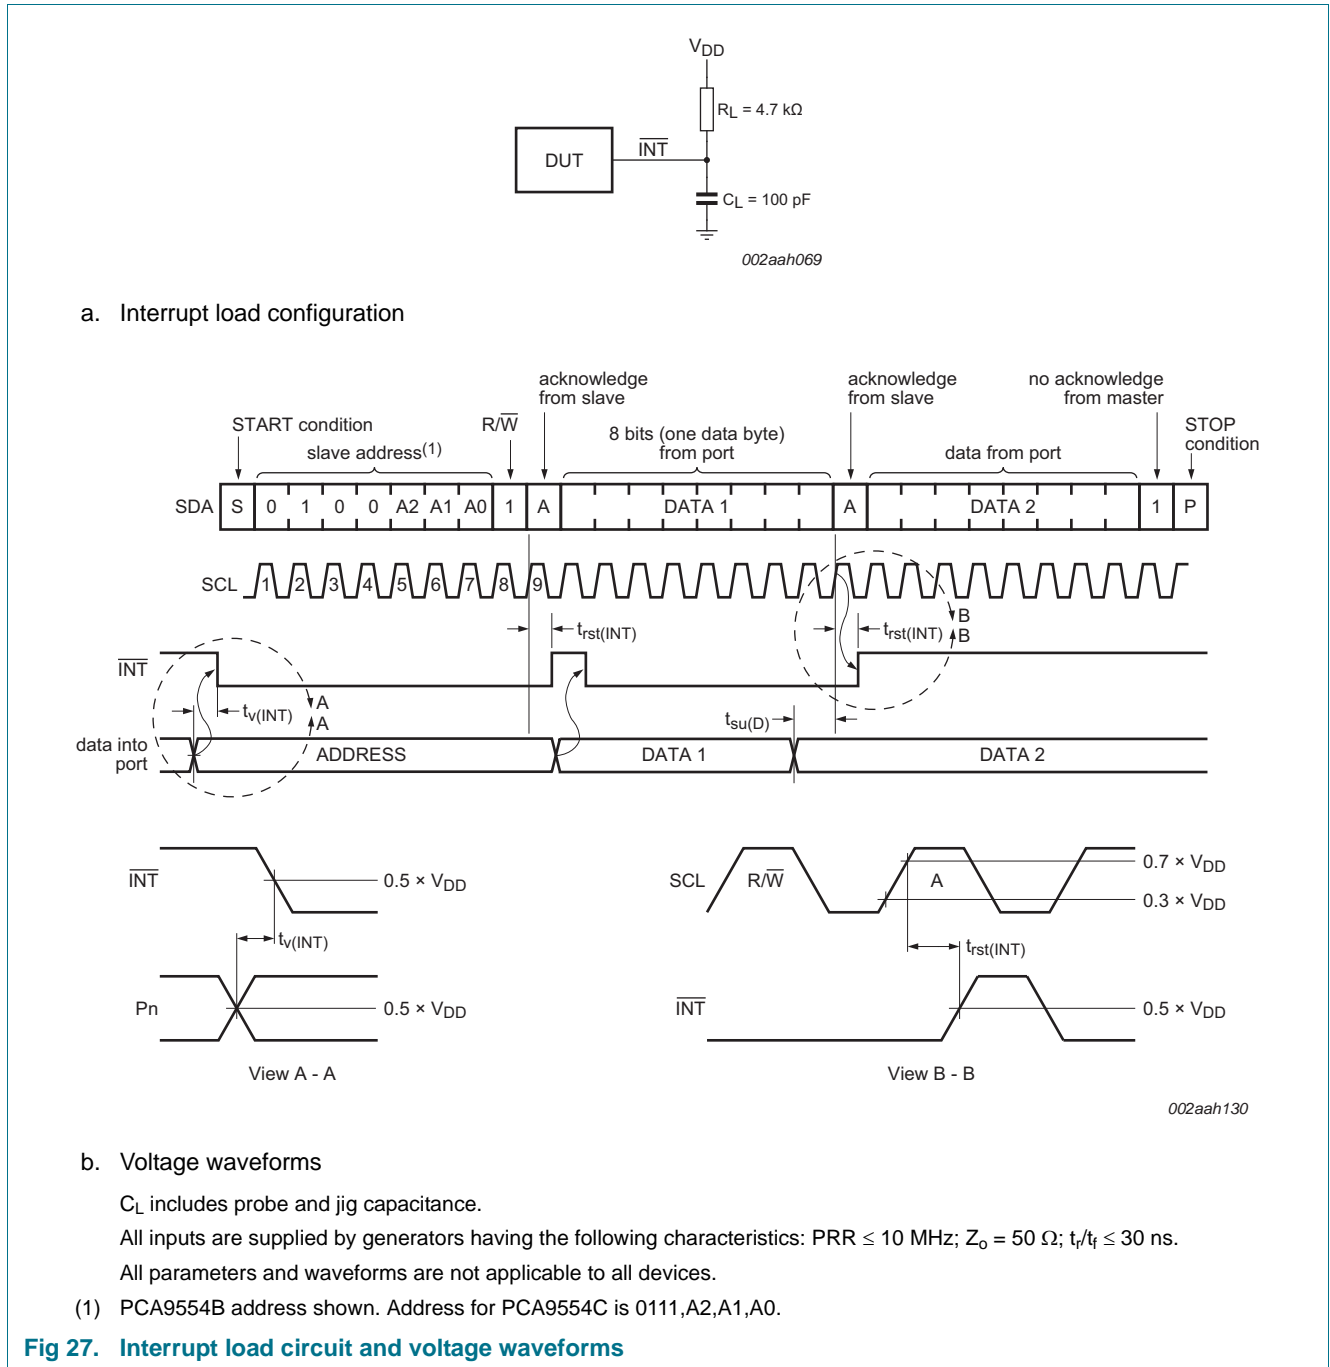 VDD
RL = 4.7 kΩ
DUT
INT
CL = 100 pF
002aah069
a. Interrupt load configuration
acknowledge
from slave
acknowledge
from slave
no acknowledge
from master
START condition
R/W
8 bits (one data byte)
from port
STOP
condition
slave address(1)
data from port
SDA S 0 1 0 0 A2 A1 A0 1 A DATA 1 A DATA 2 1 P
SCL 1 2 3 4 5 6 7 8 9
B
trst(INT)
trst(INT)
B
INT
tv(INT)
A
A
tsu(D)
data into
port
ADDRESS
DATA 1
DATA 2
INT
0.5 × VDD
tv(INT)
Pn
0.5 × VDD
View A - A
SCL
R/W
A
0.7 × VDD
0.3 × VDD
trst(INT)
INT
0.5 × VDD
View B - B
002aah130
b. Voltage waveforms
CL includes probe and jig capacitance.
All inputs are supplied by generators having the following characteristics: PRR ≤ 10 MHz; Zo = 50 Ω; tr/tf ≤ 30 ns.
All parameters and waveforms are not applicable to all devices.
(1) PCA9554B address shown. Address for PCA9554C is 0111,A2,A1,A0.
Fig 27. Interrupt load circuit and voltage waveforms